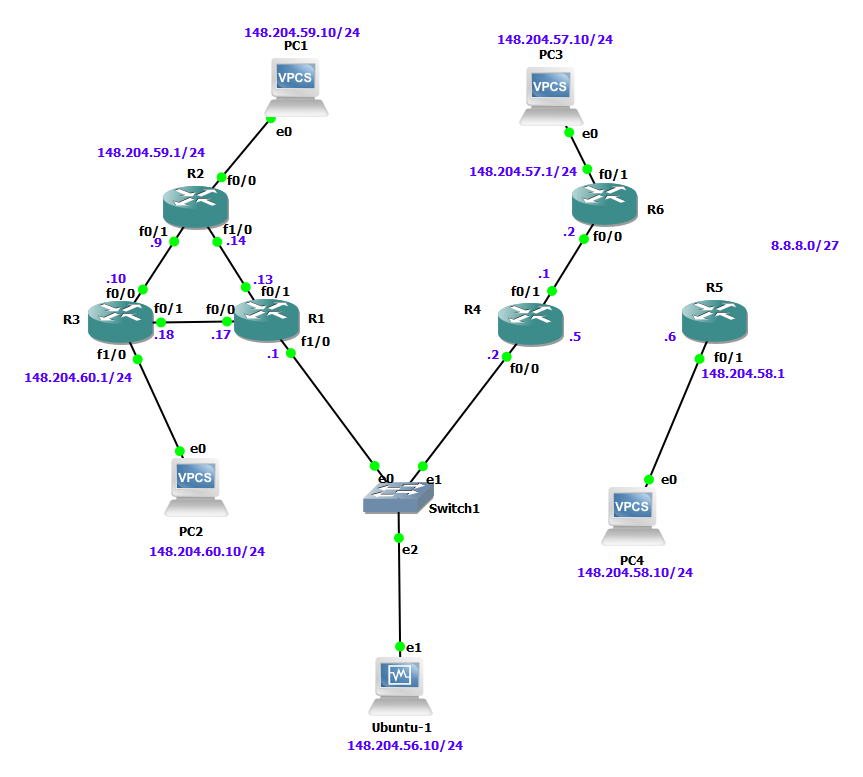 148.204.59.10/24
PC1
VPCS
e0
148.204.59.1/24
R2
f0/0
f0/1
f1/0
.9
.14
.10
f0/0
.13
f0/1
R3
f0/1
f0/0
R1
.18
.17
f1/0
.1
f1/0
148.204.60.1/24
e0
VPCS
PC2
148.204.60.10/24
148.204.57.10/24
PC3
VPCS
e0
148.204.57.1/24
f0/1
R6
.2
f0/0
.1
f0/1
R4
.5
.2
f0/0
8.8.8.0/27
R5
.6
f0/1
148.204.58.1
e0
VPCS
PC4
148.204.58.10/24
e0
e1
Switch1
e2
e1
Ubuntu-1
148.204.56.10/24